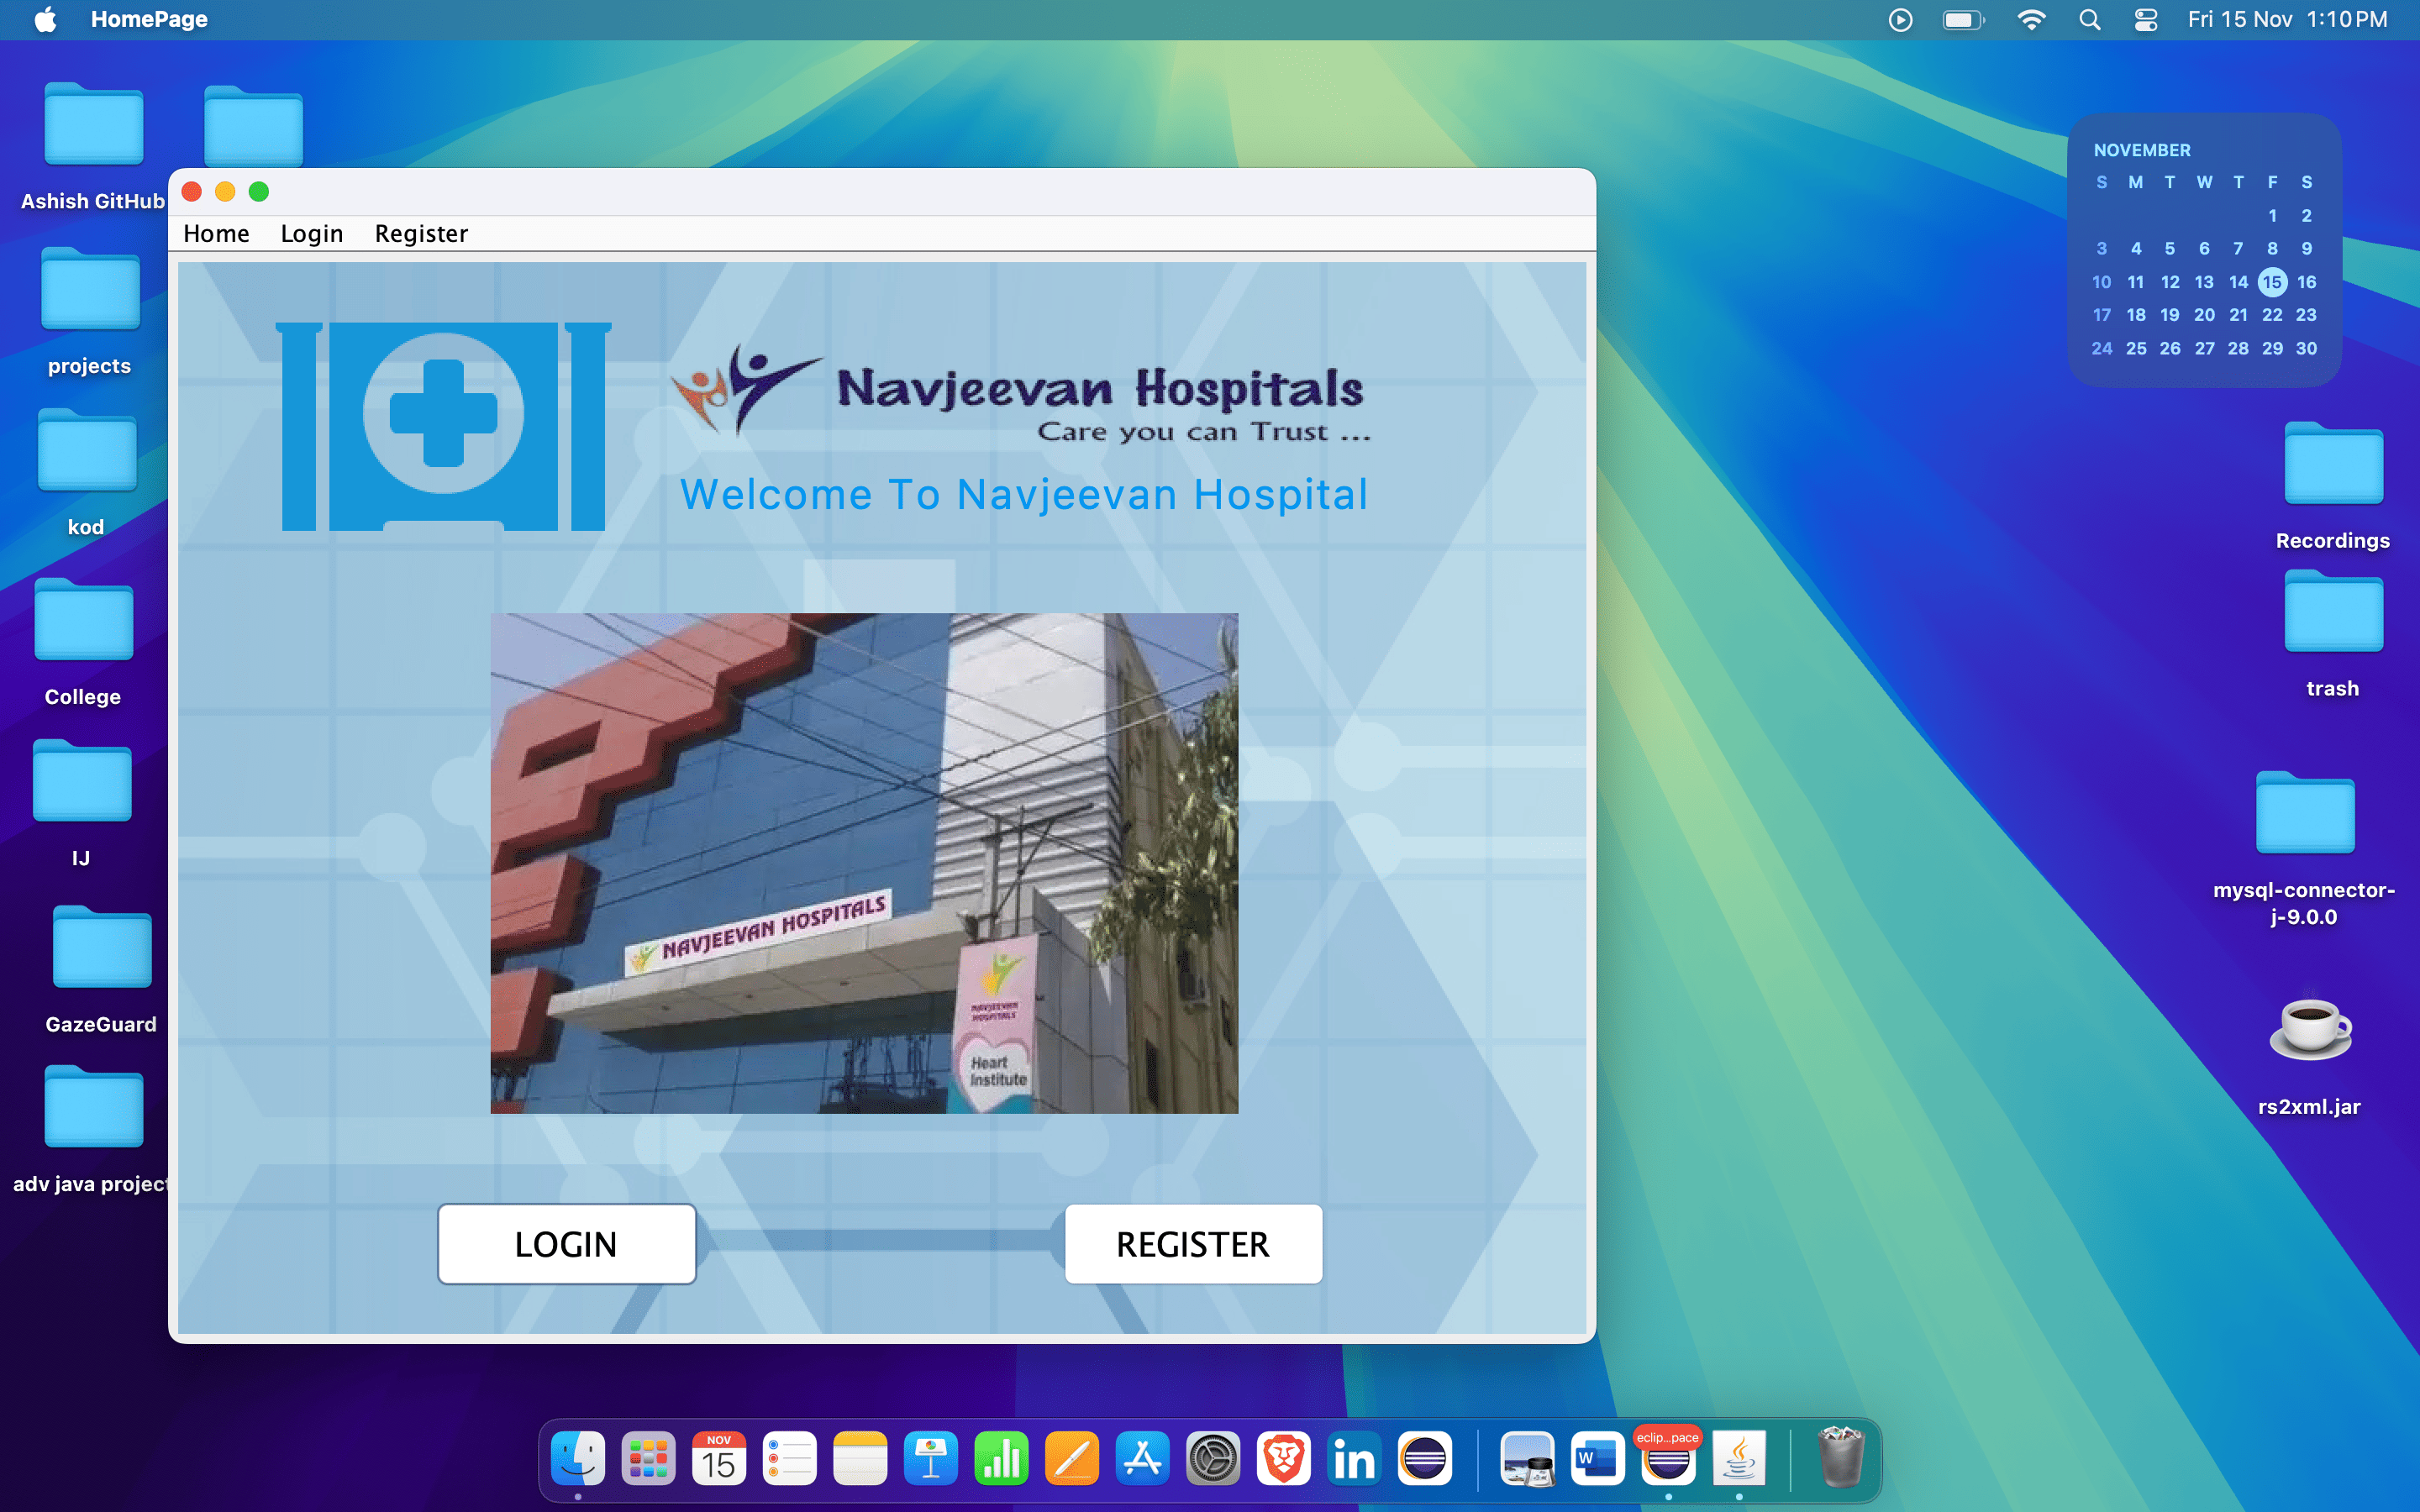 HomePage
Fri 15 Nov 1:10 PM
Ashish GitHub
projects
kod
College
IJ
GazeGuard
adv java project
Home Login Register
Navjeevan Hospitals
Care you can Trust ...
Welcome To Navjeevan Hospital
NAVJEEVAN HOSPITALS
NAVJEEVAN
HOSPITALS
Heart
Institute
LOGIN
REGISTER
NOVEMBER
S M T W T F S
1 2
3 4 5 6 7 8 9
10 11 12 13 14 15 16
17 18 19 20 21 22 23
24 25 26 27 28 29 30
Recordings
trash
mysql-connector-
j-9.0.0
rs2xml.jar
NOV
15
in
W
eclip...pace